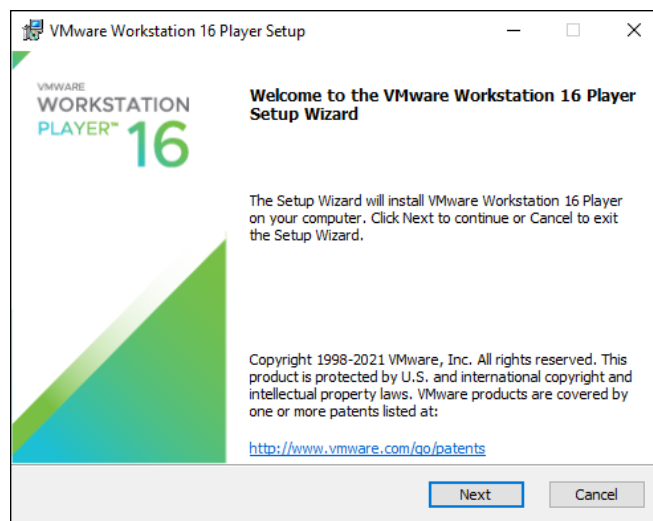 VMware Workstation 16 Player Setup
VMWARE
WORKSTATION
PLAYER™ 16
Welcome to the VMware Workstation 16 Player
Setup Wizard
The Setup Wizard will install VMware Workstation 16 Player
on your computer. Click Next to continue or Cancel to exit
the Setup Wizard.
Copyright 1998-2021 VMware, Inc. All rights reserved. This
product is protected by U.S. and international copyright and
intellectual property laws. VMware products are covered by
one or more patents listed at:
http://www.vmware.com/go/patents
Next
Cancel